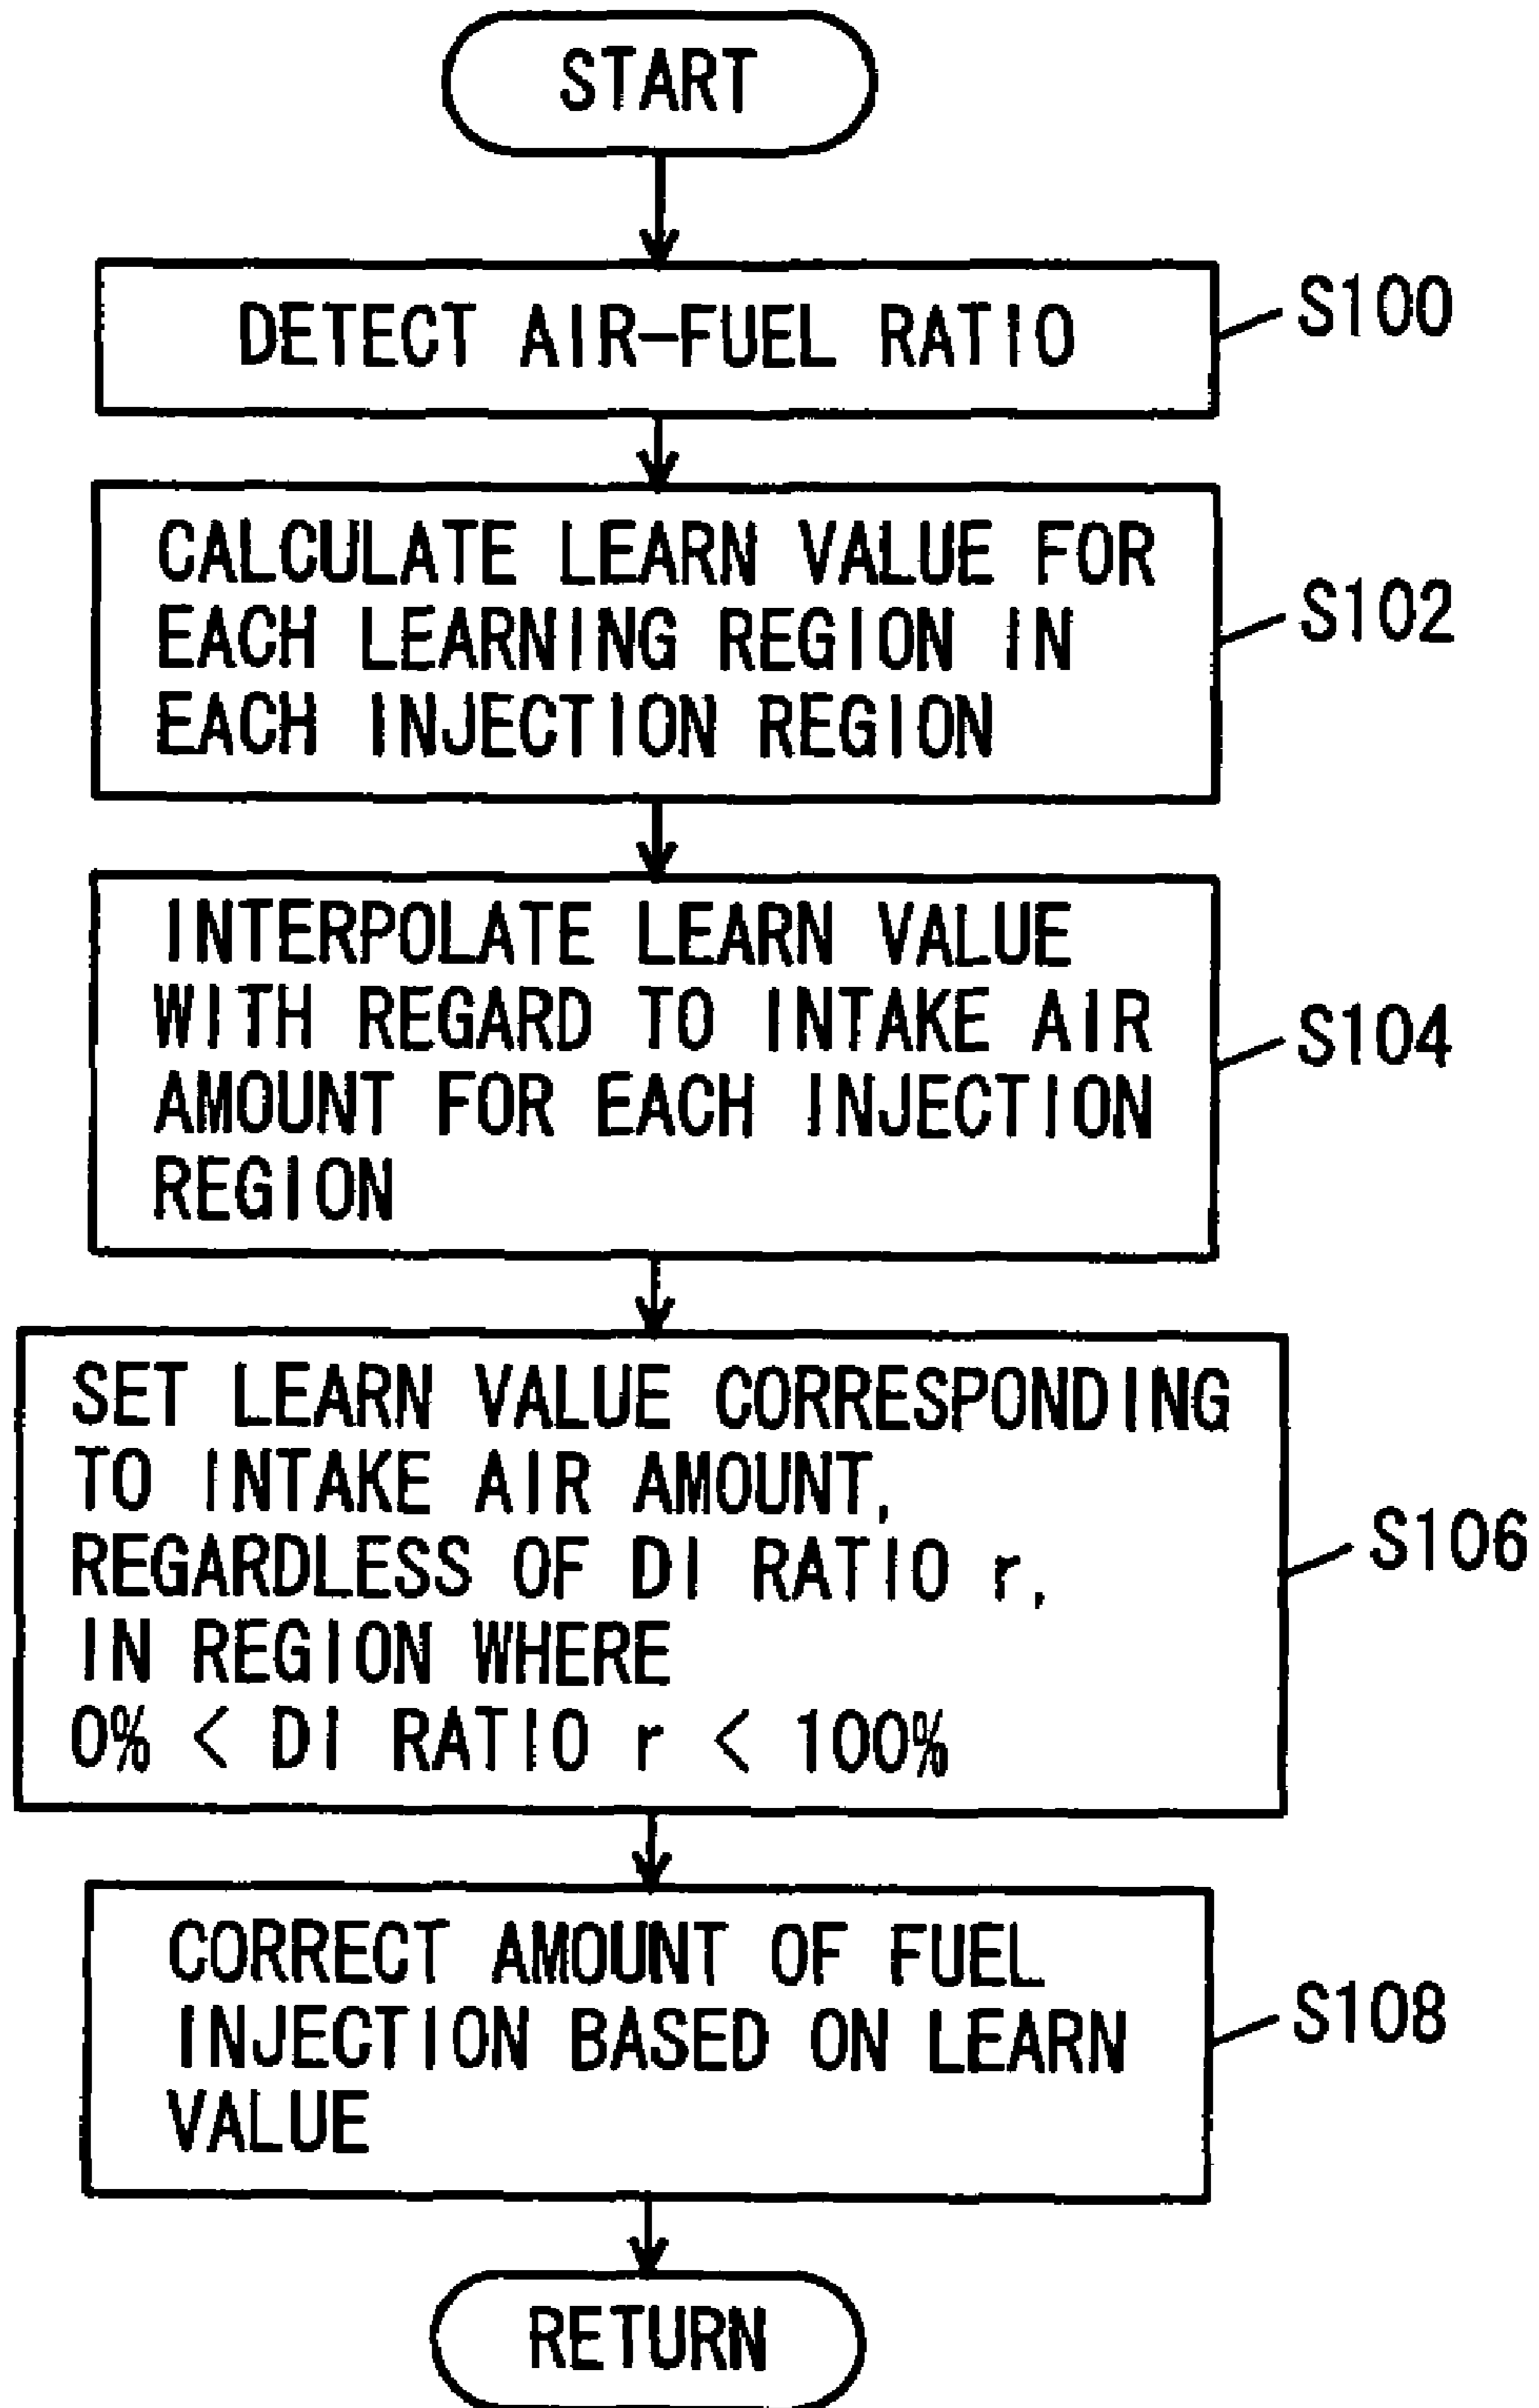 START
DETECT AIR-FUEL RATIO
S100
CALCULATE LEARN VALUE FOR
EACH LEARNING REGION IN
EACH INJECTION REGION
S102
INTERPOLATE LEARN VALUE
WITH REGARD TO INTAKE AIR
AMOUNT FOR EACH INJECTION
REGION
S104
SET LEARN VALUE CORRESPONDING
TO INTAKE AIR AMOUNT,
REGARDLESS OF DI RATIO r,
IN REGION WHERE
0% < DI RATIO r < 100%
S106
CORRECT AMOUNT OF FUEL
INJECTION BASED ON LEARN
VALUE
S108
RETURN